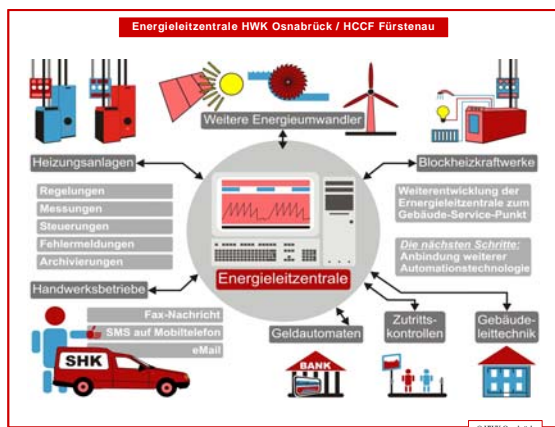 Energieleitzentrale HWK Osnabrück / HCCF Fürstenau
Weitere Energieumwandler
Heizungsanlagen
Blockheizkraftwerke
Regelungen
Messungen
Steuerungen
Fehlermeldungen
Archivierungen
Weiterentwicklung der
Ernergieleitzentrale zum
Gebäude-Service-Punkt
Die nächsten Schritte:
Anbindung weiterer
Automationstechnologie
Energieleitzentrale
Handwerksbetriebe
Fax-Nachricht
SMS auf Mobiltelefon
eMail
SHK
Geldautomaten
BANK
Zutritts-
kontrollen
Gebäude-
leittechnik